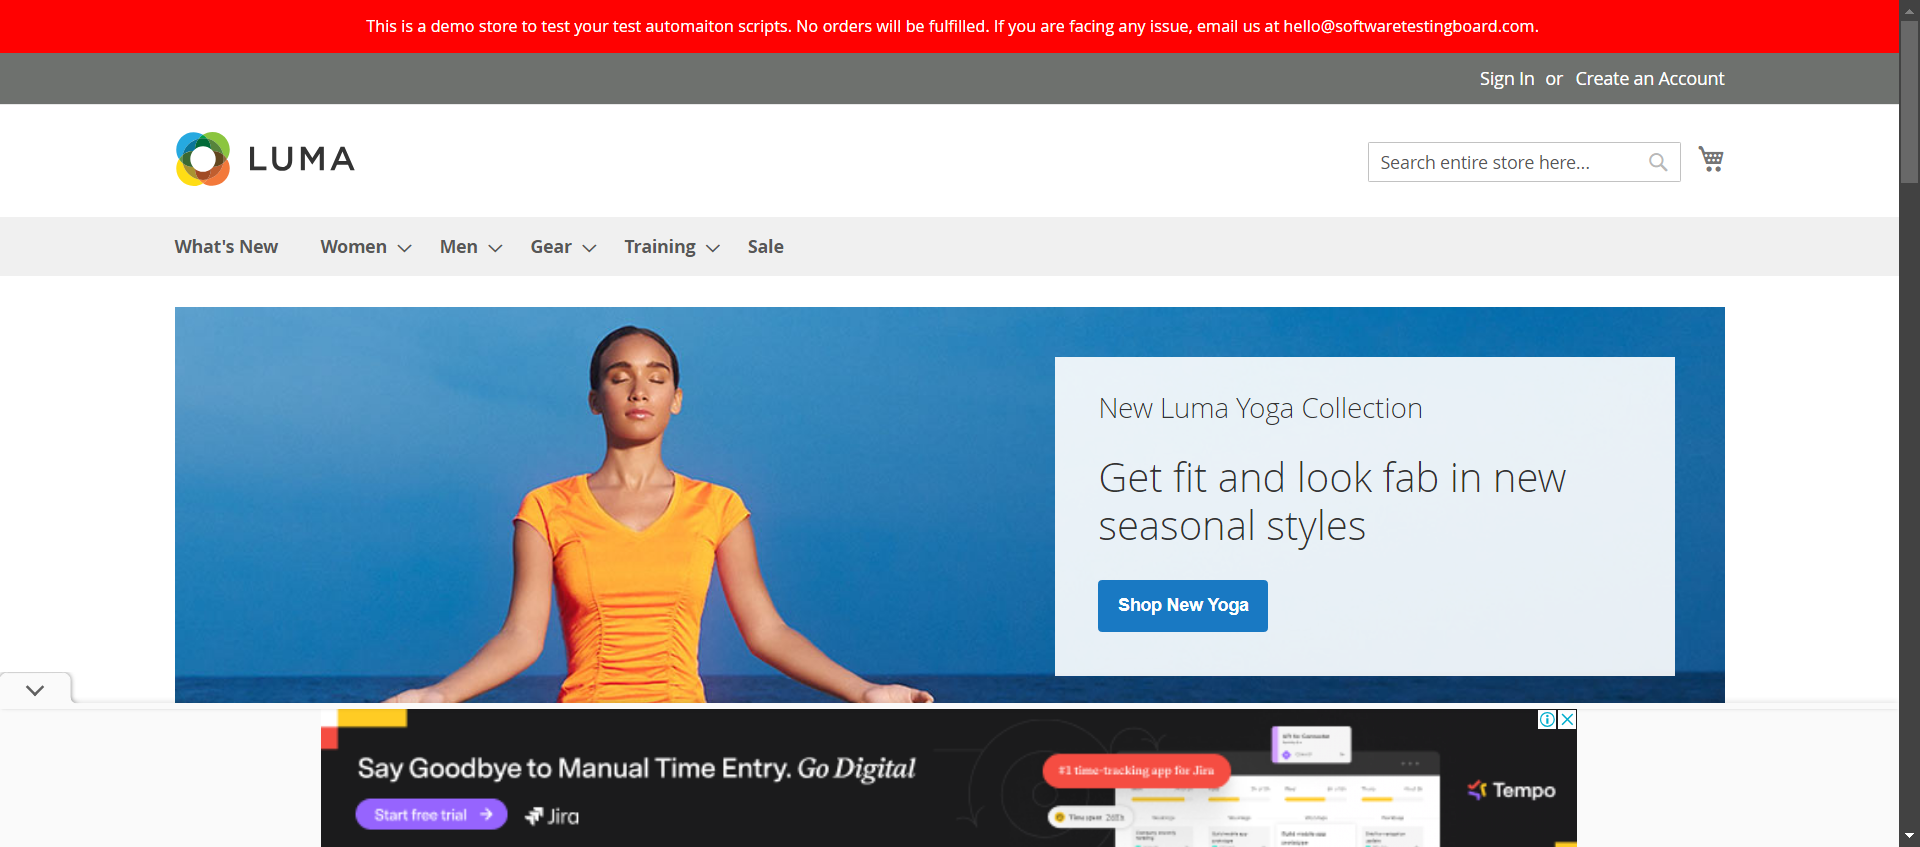 This is a demo store to test your test automaiton scripts. No orders will be fulfilled. If you are facing any issue, email us at hello@softwaretestingboard.com.
Sign In or Create an Account
LUMA
Search entire store here...
What's New Women Men Gear Training Sale
New Luma Yoga Collection
Get fit and look fab in new
seasonal styles
Shop New Yoga
Say Goodbye to Manual Time Entry. Go Digital
Start free trial
Jira
#1 time-tracking app for Jira
Time spent
Tempo